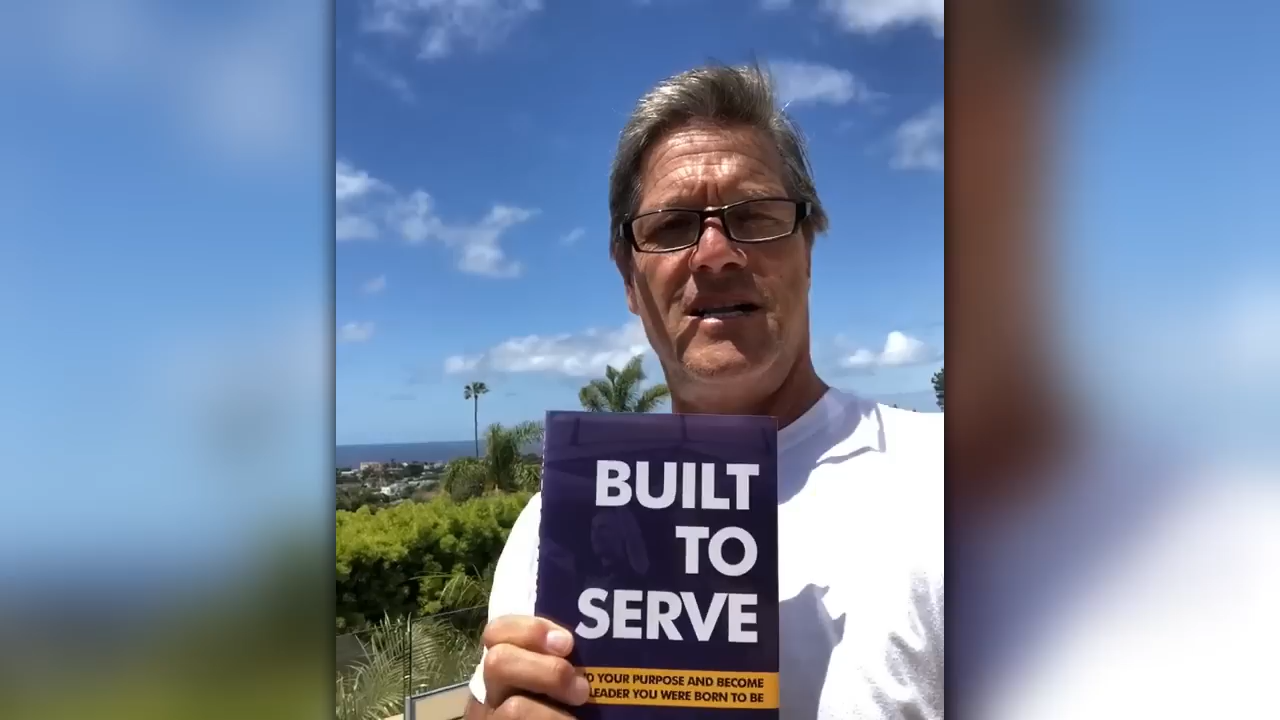 BUILT
TO
SERVE
YOUR PURPOSE AND BECOME
LEADER YOU WERE BORN TO BE